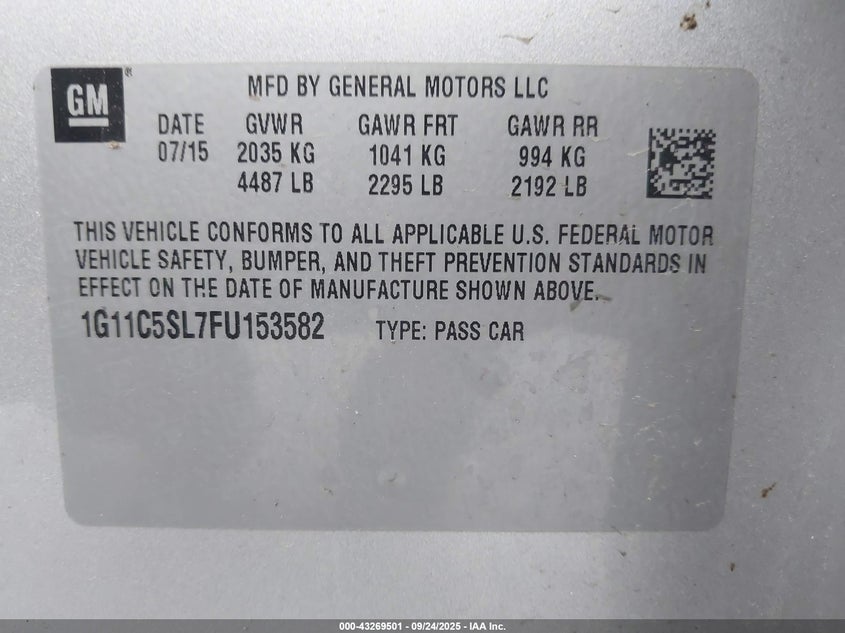 GM®
MFD BY GENERAL MOTORS LLC
DATE GVWR GAWR FRT GAWR RR
07/15 2035 KG 1041 KG 994 KG
4487 LB 2295 LB 2192 LB
THIS VEHICLE CONFORMS TO ALL APPLICABLE U.S. FEDERAL MOTOR
VEHICLE SAFETY, BUMPER, AND THEFT PREVENTION STANDARDS IN
EFFECT ON THE DATE OF MANUFACTURE SHOWN ABOVE.
1G11C5SL7FU153582 TYPE: PASS CAR
000-43269501 - 09/24/2025 - IAA Inc.